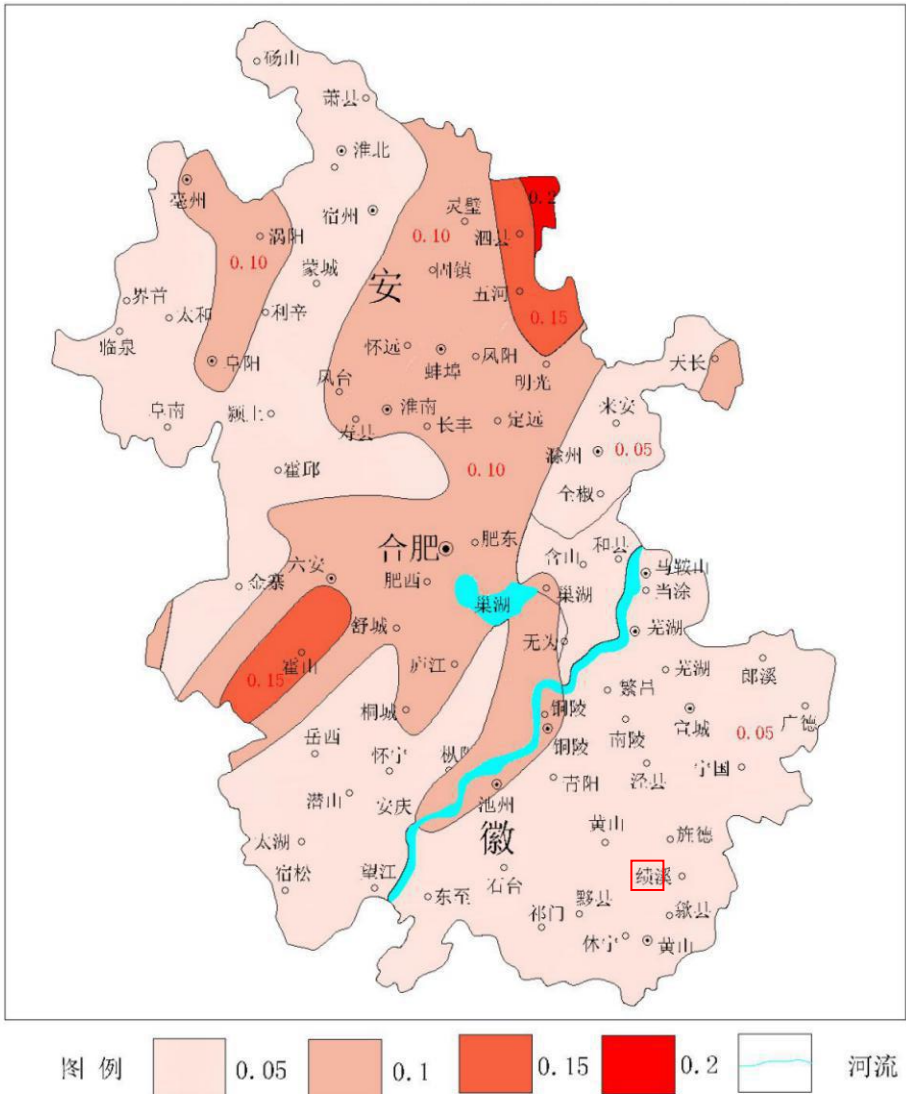 砀山
萧县
淮北
亳州
宿州
灵璧
0.2
涡阳
0.10
0.10
泗县
蒙城
安
固镇
界首
五河
太和
利辛
0.15
临泉
怀远
蚌埠
凤阳
阜阳
明光
天长
凤台
阜南
颍上
淮南
来安
寿县
长丰
定远
滁州
0.05
霍邱
0.10
全椒
合肥
肥东
含山
和县
六安
马鞍山
金寨
肥西
巢湖
巢湖
当涂
舒城
芜湖
无为
霍山
庐江
芜湖
郎溪
0.15
繁昌
桐城
铜陵
宣城
广德
岳西
铜陵
南陵
0.05
怀宁
枞阳
青阳
泾县
宁国
潜山
安庆
池州
黄山
旌德
太湖
徽
宿松
望江
石台
绩溪
东至
黟县
祁门
歙县
休宁
黄山
图 例
0.05
0.1
0.15
0.2
河流